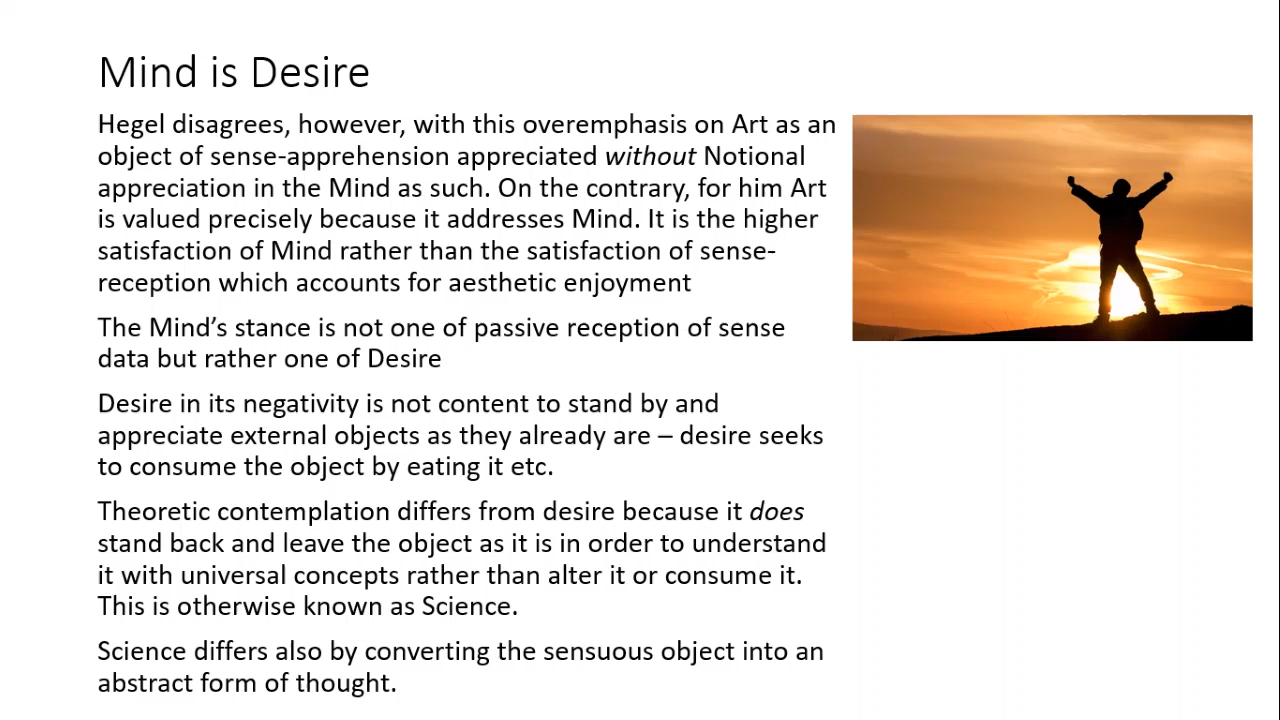 Mind is Desire
Hegel disagrees, however, with this overemphasis on Art as an
object of sense-apprehension appreciated without Notional
appreciation in the Mind as such. On the contrary, for him Art
is valued precisely because it addresses Mind. It is the higher
satisfaction of Mind rather than the satisfaction of sense-
reception which accounts for aesthetic enjoyment
The Mind’s stance is not one of passive reception of sense
data but rather one of Desire
Desire in its negativity is not content to stand by and
appreciate external objects as they already are – desire seeks
to consume the object by eating it etc.
Theoretic contemplation differs from desire because it does
stand back and leave the object as it is in order to understand
it with universal concepts rather than alter it or consume it.
This is otherwise known as Science.
Science differs also by converting the sensuous object into an
abstract form of thought.